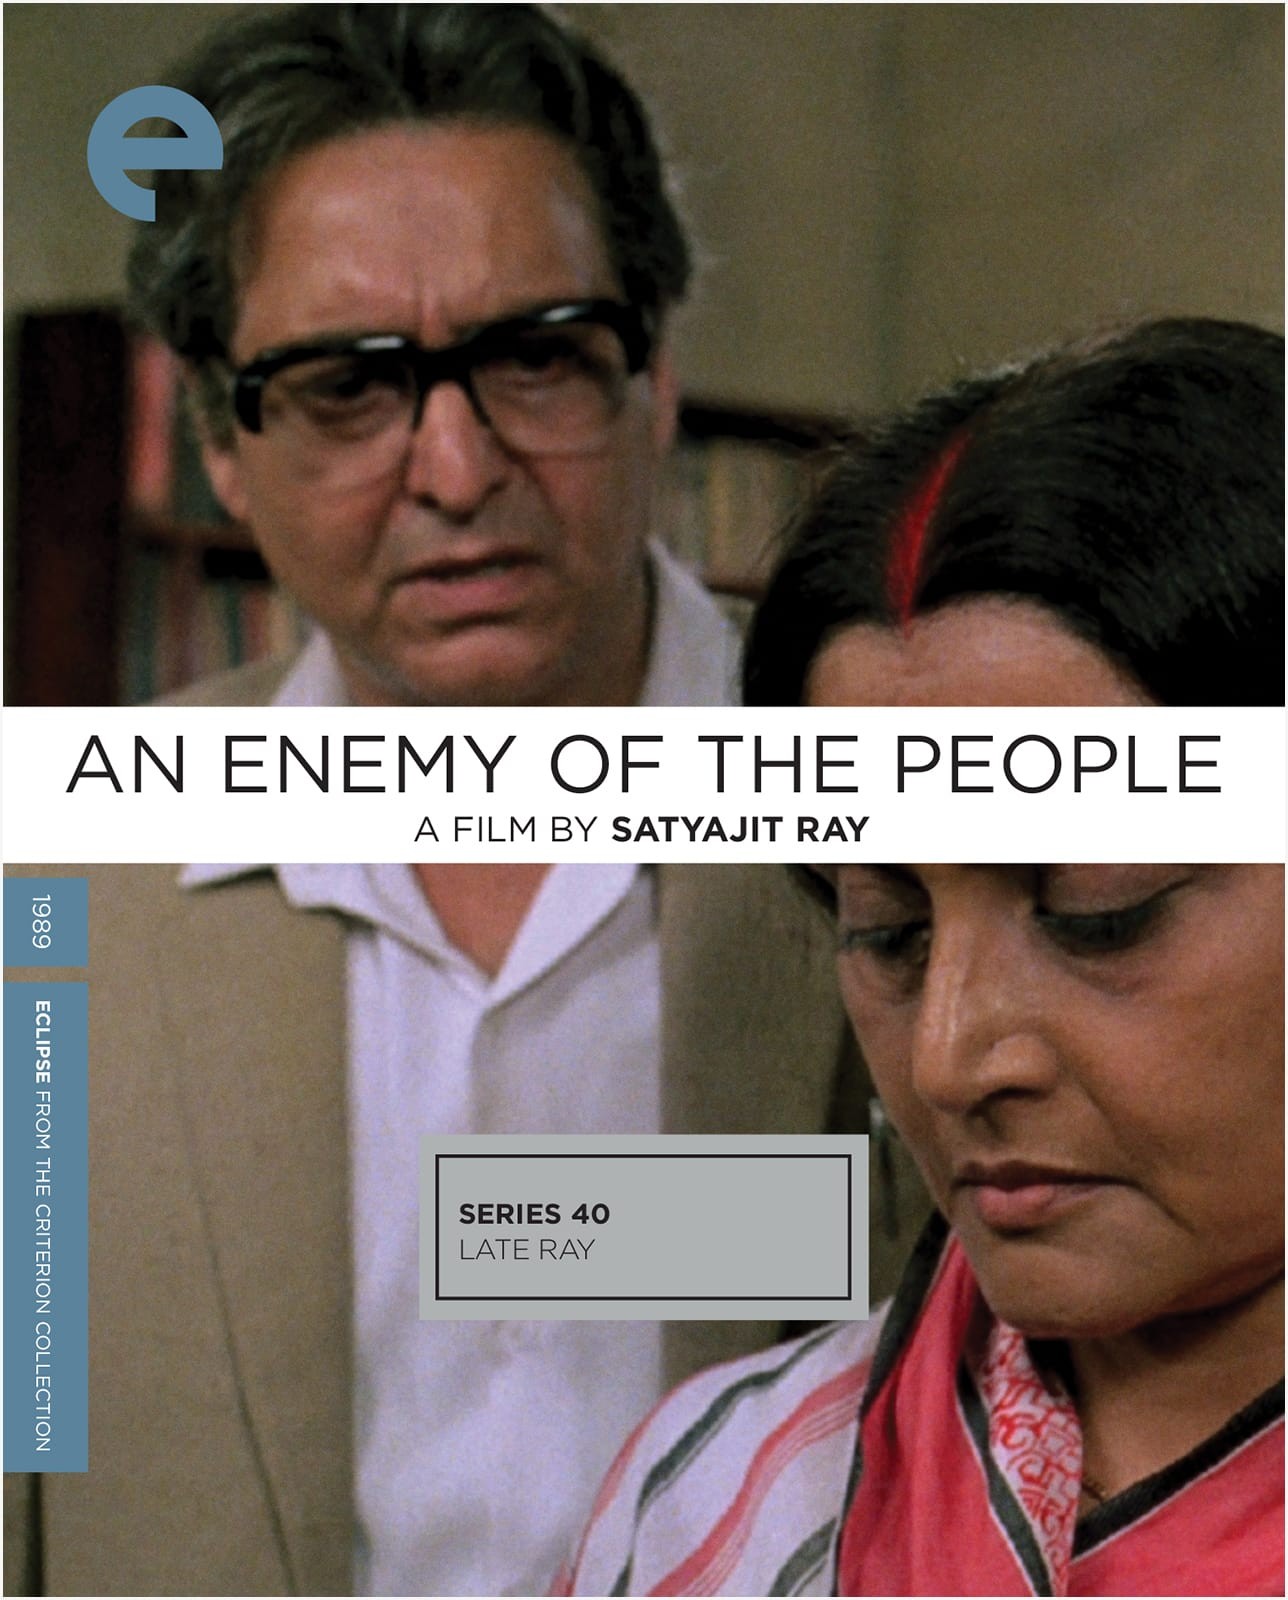 e
AN ENEMY OF THE PEOPLE
A FILM BY SATYAJIT RAY
1989
ECLIPSE FROM THE CRITERION COLLECTION
SERIES 40
LATE RAY